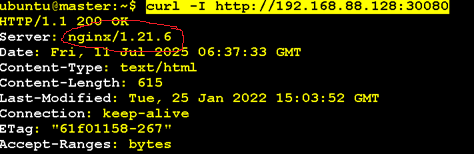 ubuntu@master:~$ curl -I http://192.168.88.128:30080
HTTP/1.1 200 OK
Server: nginx/1.21.6
Date: Fri, 11 Jul 2025 06:37:33 GMT
Content-Type: text/html
Content-Length: 615
Last-Modified: Tue, 25 Jan 2022 15:03:52 GMT
Connection: keep-alive
ETag: "61f01158-267"
Accept-Ranges: bytes